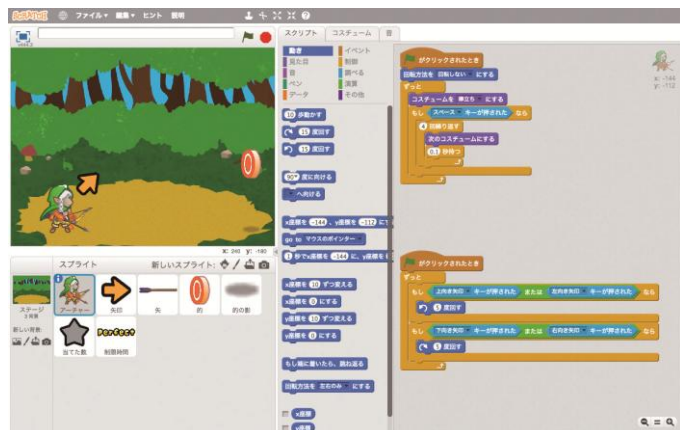 SCRATCH ファイル▼ 編集▼ ヒント 説明
スクリプト コスチューム 音
動き イベント
見た目 制御
音 調べる
ペン 演算
データ その他
10 歩動かす
15 度回す
15 度回す
90▼ 度に向ける
へ向ける
x座標を -144 、y座標を -112 にす
go to マウスのポインター
1 秒でx座標を -144 に、y座標を
x座標を 10 ずつ変える
x座標を 0 にする
y座標を 10 ずつ変える
y座標を 0 にする
もし端に着いたら、跳ね返る
回転方法を 左右のみ にする
x座標
y座標
がクリックされたとき
回転方法を 回転しない にする
ずっと
コスチュームを 棒立ち にする
もし スペース キーが押された なら
4 回繰り返す
次のコスチュームにする
0.1 秒待つ
x: -144
y: -112
がクリックされたとき
ずっと
もし 上向き矢印 キーが押された または 左向き矢印 キーが押された なら
1 度回す
もし 下向き矢印 キーが押された または 右向き矢印 キーが押された なら
1 度回す
x: 240 y: -180
スプライト 新しいスプライト:
ステージ
新しい背景:
アーチャー 矢印 矢 的 的の影
Perfect
当てた数 制限時間